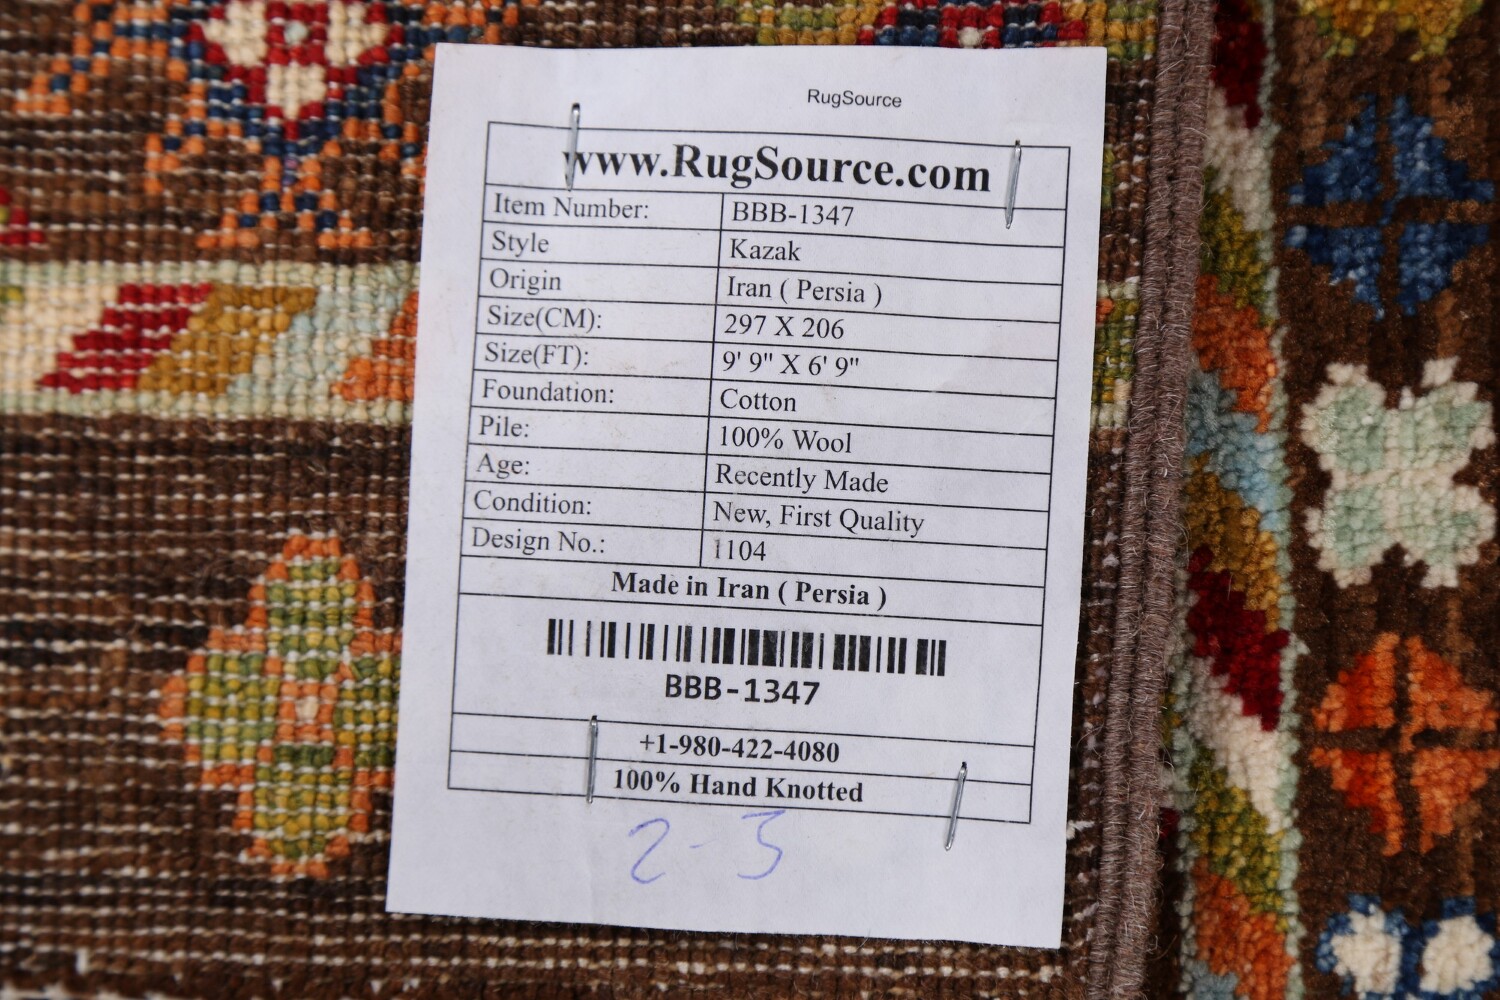 RugSource
www.RugSource.com
Item Number: BBB-1347
Style Kazak
Origin Iran ( Persia )
Size(CM): 297 X 206
Size(FT): 9' 9" X 6' 9"
Foundation: Cotton
Pile: 100% Wool
Age: Recently Made
Condition: New, First Quality
Design No.: 1104
Made in Iran ( Persia )
BBB-1347
+1-980-422-4080
100% Hand Knotted
2-3